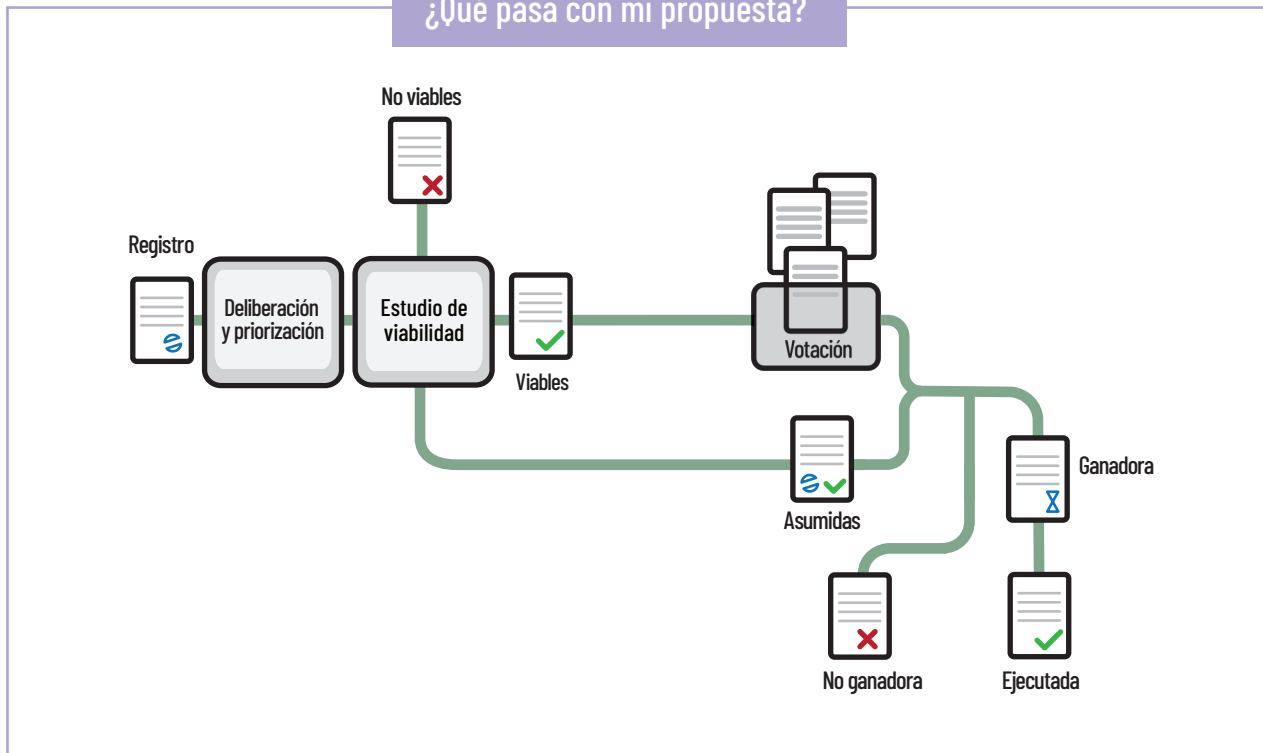 ¿Qué pasa con mi propuesta?
No viables
Registro
Deliberación
y priorización
Estudio de
viabilidad
Viables
Votación
Asumidas
Ganadora
No ganadora
Ejecutada